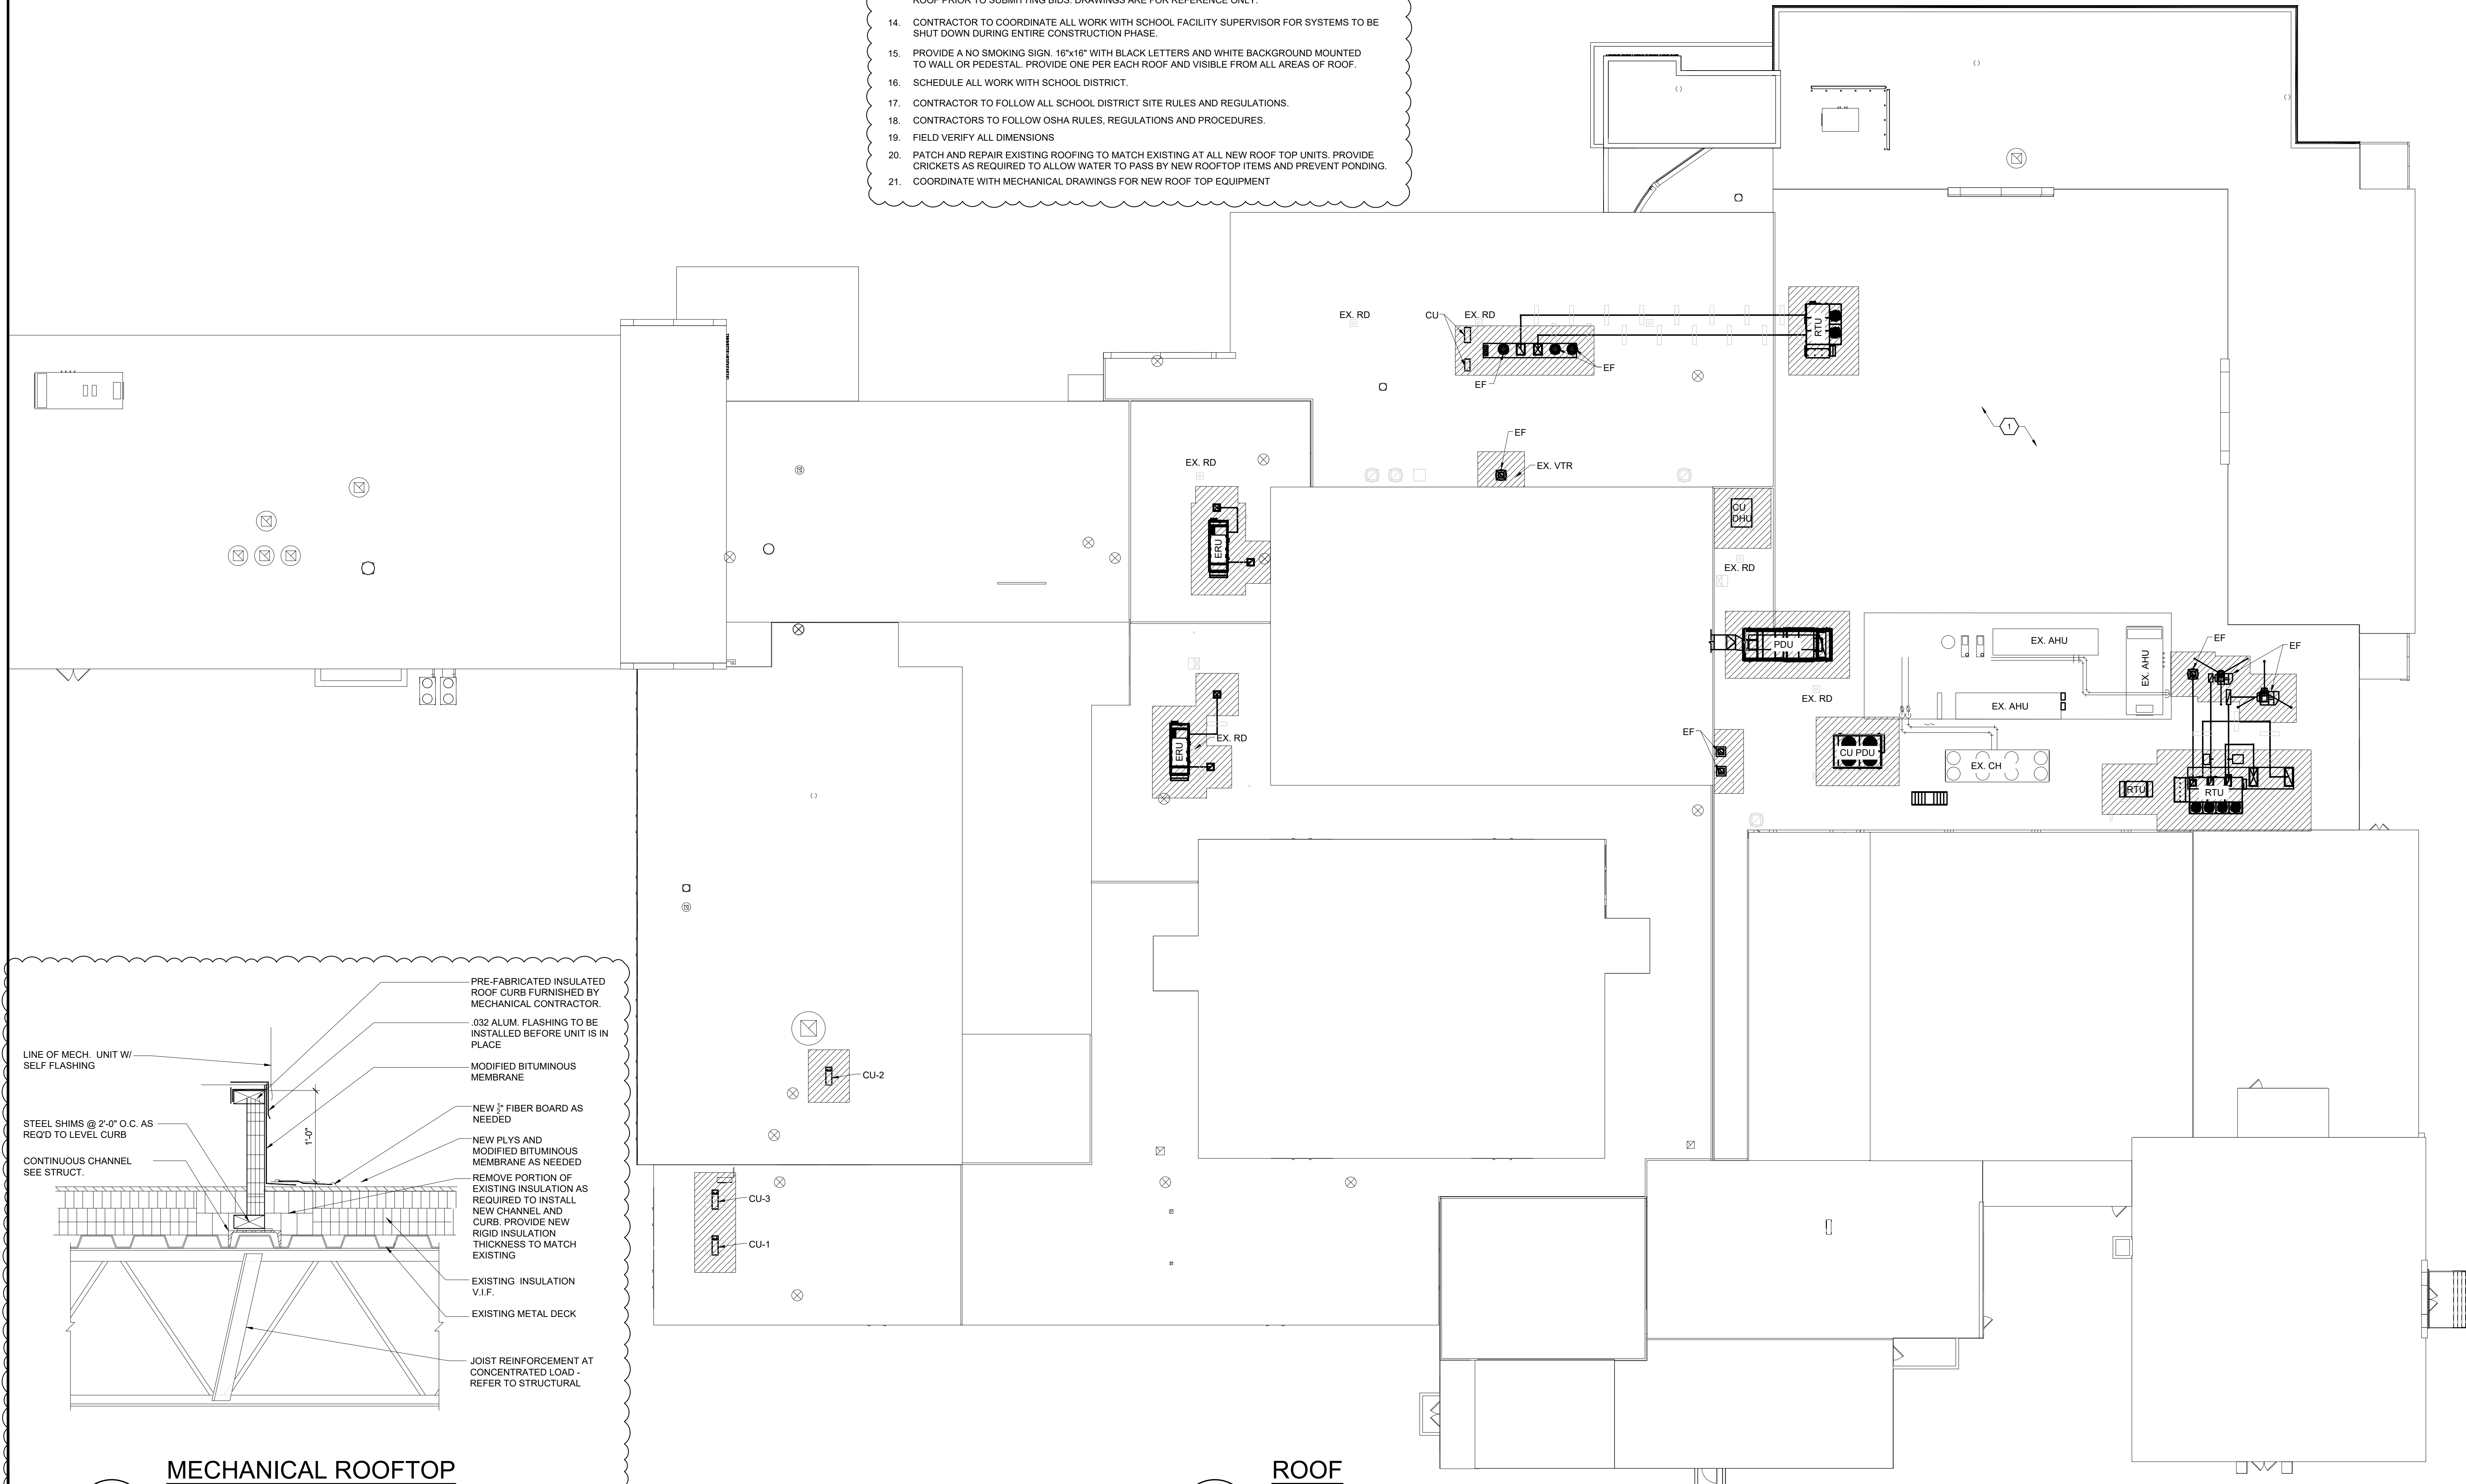 ROOF PRIOR TO SUBMITTING BIDS. DRAWINGS ARE FOR REFERENCE ONLY.
14. CONTRACTOR TO COORDINATE ALL WORK WITH SCHOOL FACILITY SUPERVISOR FOR SYSTEMS TO BE
SHUT DOWN DURING ENTIRE CONSTRUCTION PHASE.
15. PROVIDE A NO SMOKING SIGN. 16"x16" WITH BLACK LETTERS AND WHITE BACKGROUND MOUNTED
TO WALL OR PEDESTAL. PROVIDE ONE PER EACH ROOF AND VISIBLE FROM ALL AREAS OF ROOF.
16. SCHEDULE ALL WORK WITH SCHOOL DISTRICT.
17. CONTRACTOR TO FOLLOW ALL SCHOOL DISTRICT SITE RULES AND REGULATIONS.
18. CONTRACTORS TO FOLLOW OSHA RULES, REGULATIONS AND PROCEDURES.
19. FIELD VERIFY ALL DIMENSIONS
20. PATCH AND REPAIR EXISTING ROOFING TO MATCH EXISTING AT ALL NEW ROOF TOP UNITS. PROVIDE
CRICKETS AS REQUIRED TO ALLOW WATER TO PASS BY NEW ROOFTOP ITEMS AND PREVENT PONDING.
21. COORDINATE WITH MECHANICAL DRAWINGS FOR NEW ROOF TOP EQUIPMENT
EX. RD
CU
EX. RD
RTU
EF
EF
1
EF
EX. VTR
EX. RD
ERU
CU
DHU
EX. RD
PDU
EX. RD
EX. AHU
EX. AHU
EX. AHU
EF
EF
ERU
EX. RD
EF
CU PDU
EX. CH
RTU
RTU
CU-2
CU-3
CU-1
PRE-FABRICATED INSULATED
ROOF CURB FURNISHED BY
MECHANICAL CONTRACTOR.
.032 ALUM. FLASHING TO BE
INSTALLED BEFORE UNIT IS IN
PLACE
LINE OF MECH. UNIT W/
SELF FLASHING
MODIFIED BITUMINOUS
MEMBRANE
NEW ½" FIBER BOARD AS
NEEDED
STEEL SHIMS @ 2'-0" O.C. AS
REQ'D TO LEVEL CURB
1'-0"
NEW PLYS AND
MODIFIED BITUMINOUS
MEMBRANE AS NEEDED
CONTINUOUS CHANNEL
SEE STRUCT.
REMOVE PORTION OF
EXISTING INSULATION AS
REQUIRED TO INSTALL
NEW CHANNEL AND
CURB. PROVIDE NEW
RIGID INSULATION
THICKNESS TO MATCH
EXISTING
EXISTING INSULATION
V.I.F.
EXISTING METAL DECK
JOIST REINFORCEMENT AT
CONCENTRATED LOAD -
REFER TO STRUCTURAL
MECHANICAL ROOFTOP
ROOF